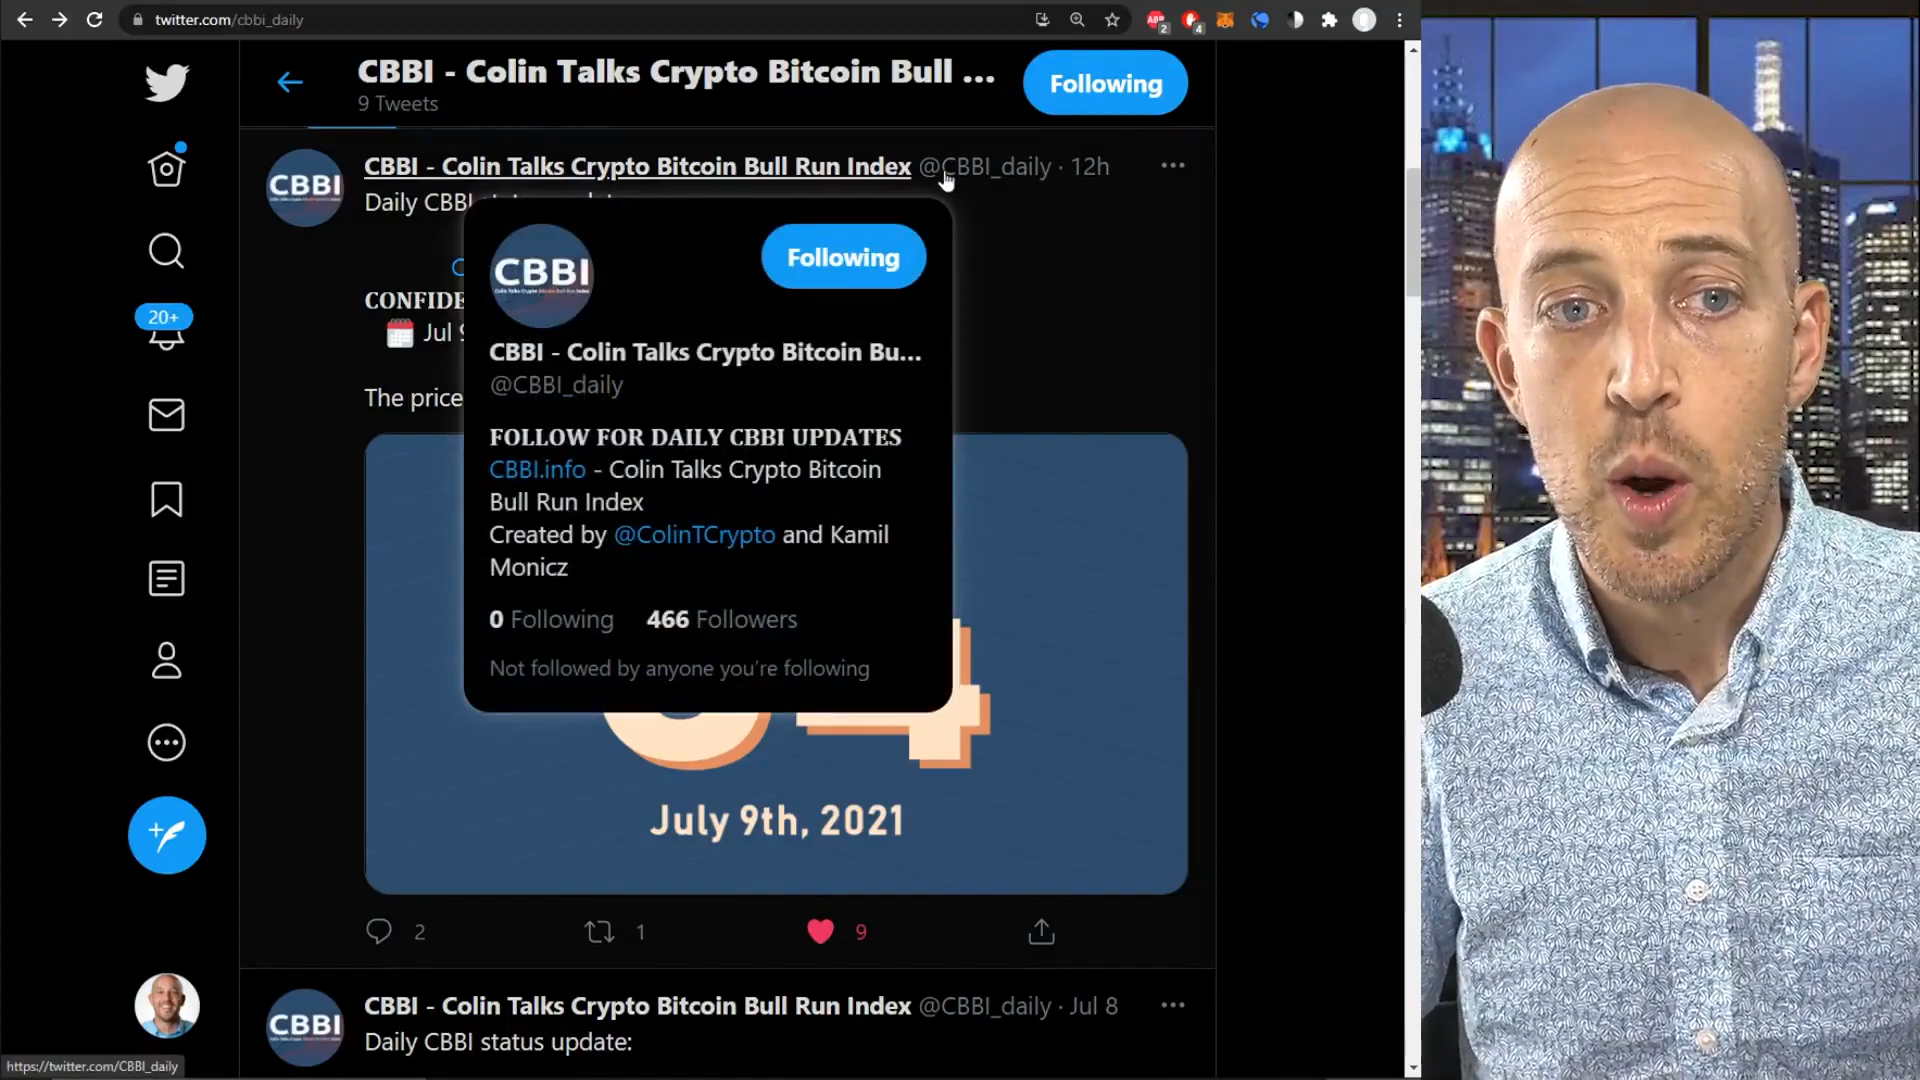 twitter.com/cbbi_daily
ABP
2
4
CBBI - Colin Talks Crypto Bitcoin Bull ...
9 Tweets
Following
CBBI
CBBI - Colin Talks Crypto Bitcoin Bull Run Index @CBBI_daily · 12h
Daily CBBI
CBBI
Following
CONFIDE
Jul
CBBI - Colin Talks Crypto Bitcoin Bu...
@CBBI_daily
The price
FOLLOW FOR DAILY CBBI UPDATES
CBBI.info - Colin Talks Crypto Bitcoin
Bull Run Index
Created by @ColinTCrypto and Kamil
Monicz
0 Following 466 Followers
Not followed by anyone you're following
July 9th, 2021
2 1 9
20+
CBBI
CBBI - Colin Talks Crypto Bitcoin Bull Run Index @CBBI_daily · Jul 8
Daily CBBI status update:
https://twitter.com/CBBI_daily